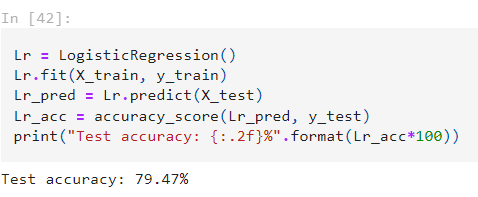 In [42]:
Lr = LogisticRegression()
Lr.fit(X_train, y_train)
Lr_pred = Lr.predict(X_test)
Lr_acc = accuracy_score(Lr_pred, y_test)
print("Test accuracy: {:.2f}%".format(Lr_acc*100))
Test accuracy: 79.47%